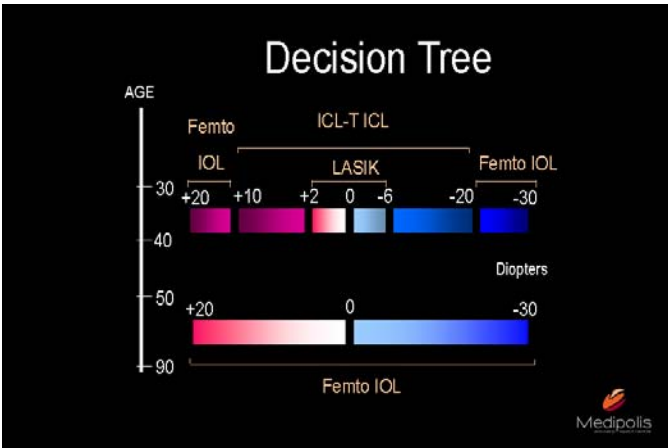 Decision Tree
AGE
Femto
ICL-T ICL
IOL
LASIK
Femto IOL
30
+20
+10
+2
0
-6
-20
-30
40
Diopters
50
+20
0
-30
90
Femto IOL
Medipolis